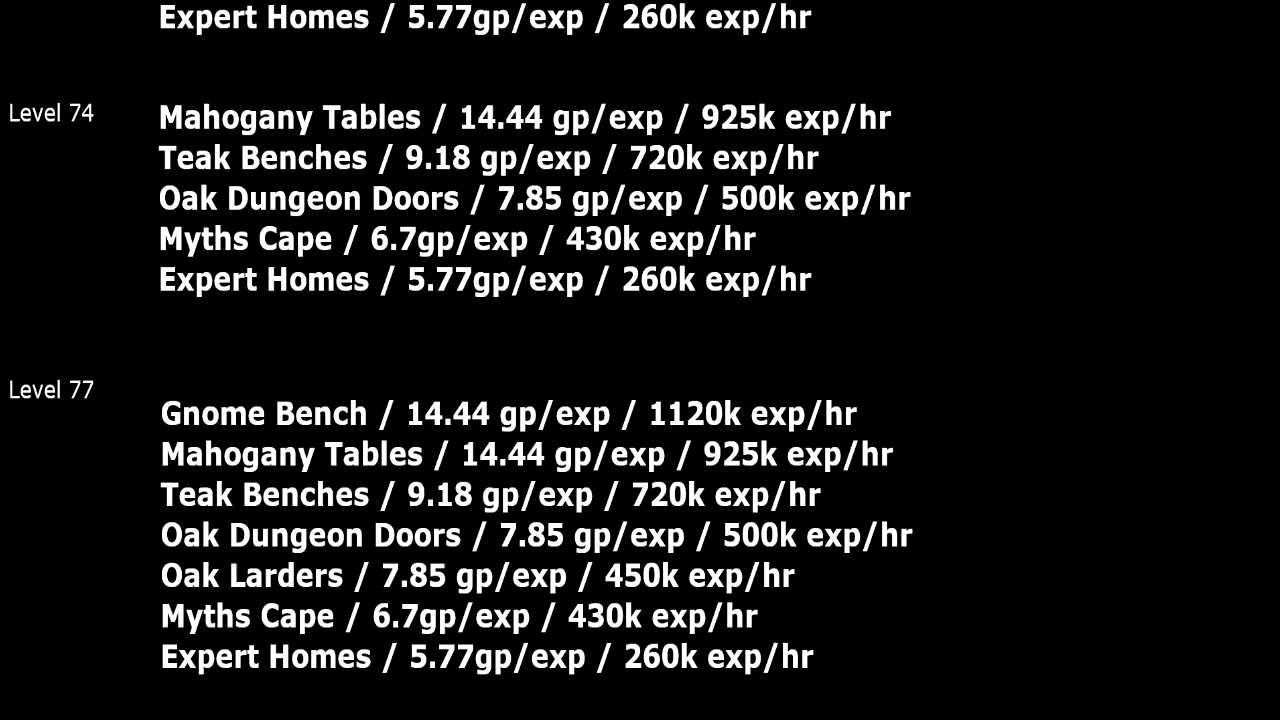 Expert Homes / 5.77gp/exp / 260k exp/hr
Level 74
Mahogany Tables / 14.44 gp/exp / 925k exp/hr
Teak Benches / 9.18 gp/exp / 720k exp/hr
Oak Dungeon Doors / 7.85 gp/exp / 500k exp/hr
Myths Cape / 6.7gp/exp / 430k exp/hr
Expert Homes / 5.77gp/exp / 260k exp/hr
Level 77
Gnome Bench / 14.44 gp/exp / 1120k exp/hr
Mahogany Tables / 14.44 gp/exp / 925k exp/hr
Teak Benches / 9.18 gp/exp / 720k exp/hr
Oak Dungeon Doors / 7.85 gp/exp / 500k exp/hr
Oak Larders / 7.85 gp/exp / 450k exp/hr
Myths Cape / 6.7gp/exp / 430k exp/hr
Expert Homes / 5.77gp/exp / 260k exp/hr